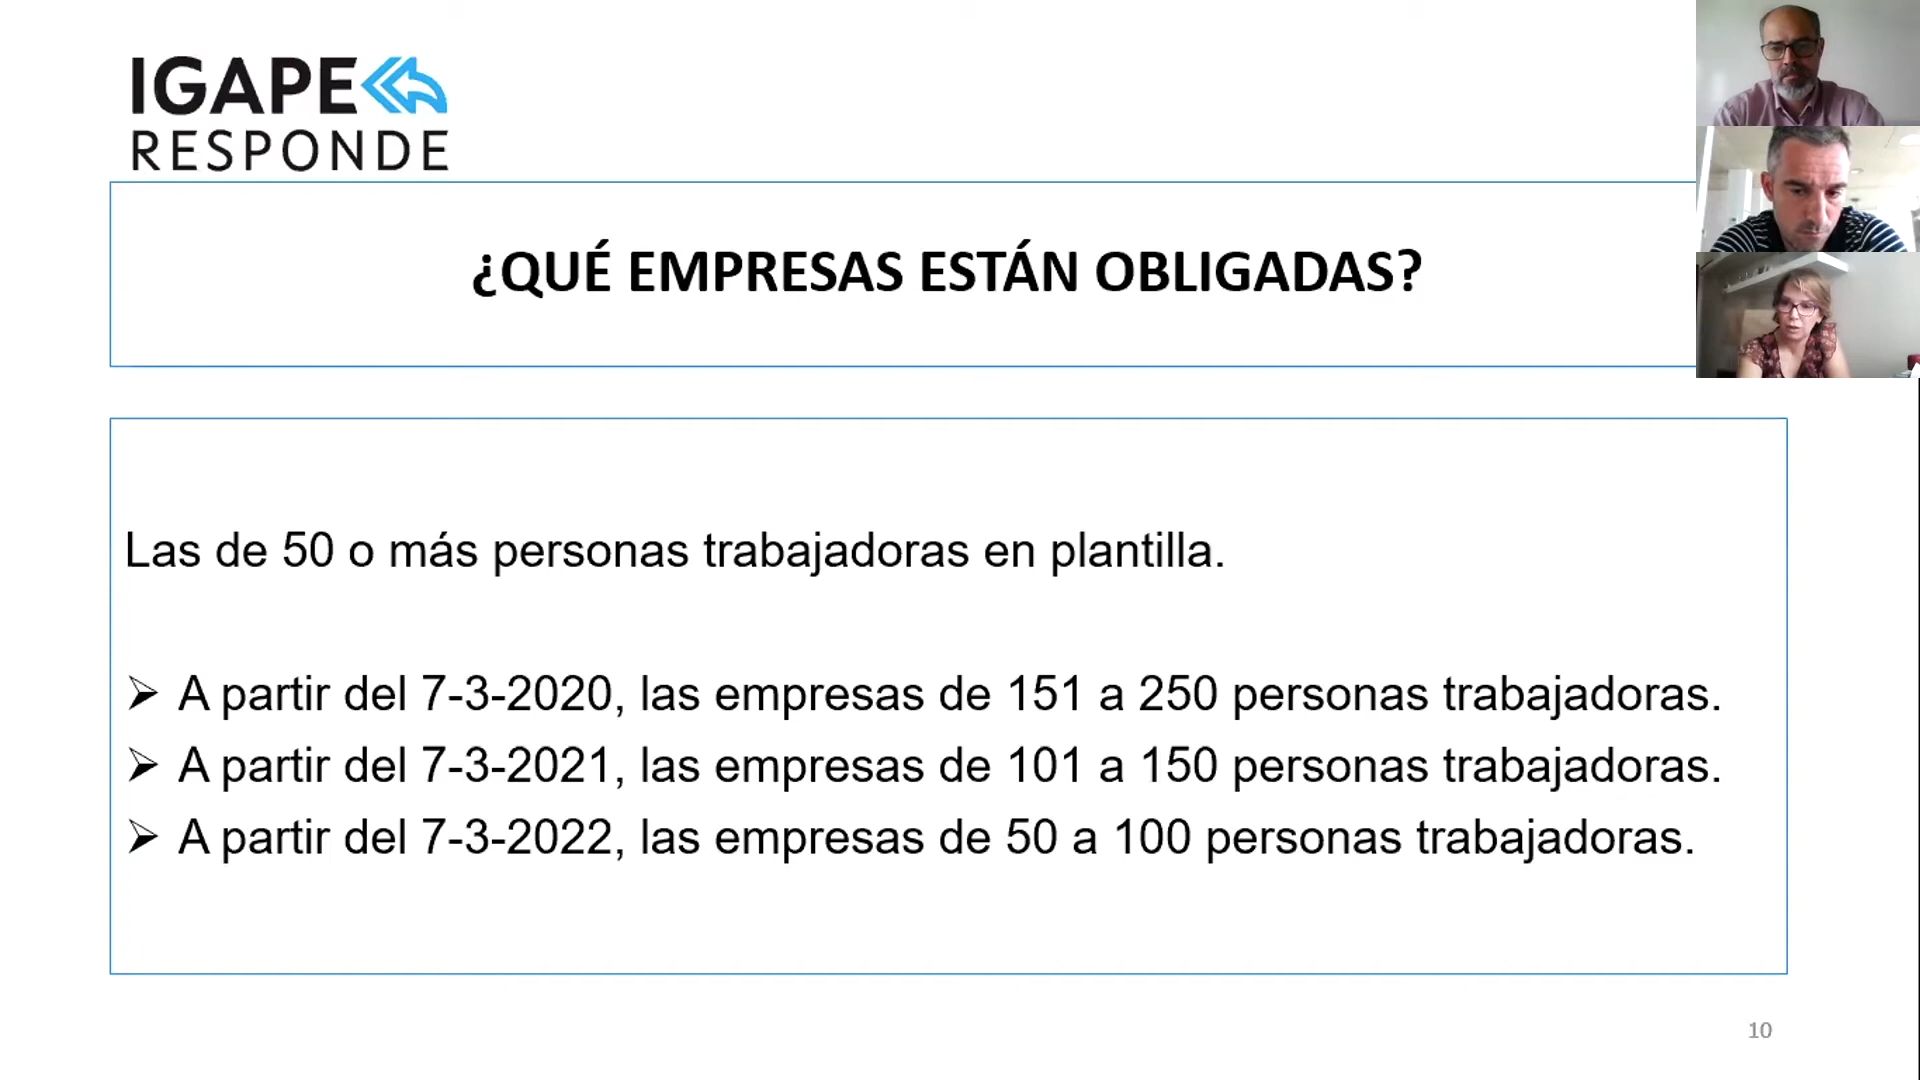 IGAPE
RESPONDE
¿QUÉ EMPRESAS ESTÁN OBLIGADAS?
Las de 50 o más personas trabajadoras en plantilla.
➢ A partir del 7-3-2020, las empresas de 151 a 250 personas trabajadoras.
➢ A partir del 7-3-2021, las empresas de 101 a 150 personas trabajadoras.
➢ A partir del 7-3-2022, las empresas de 50 a 100 personas trabajadoras.
10